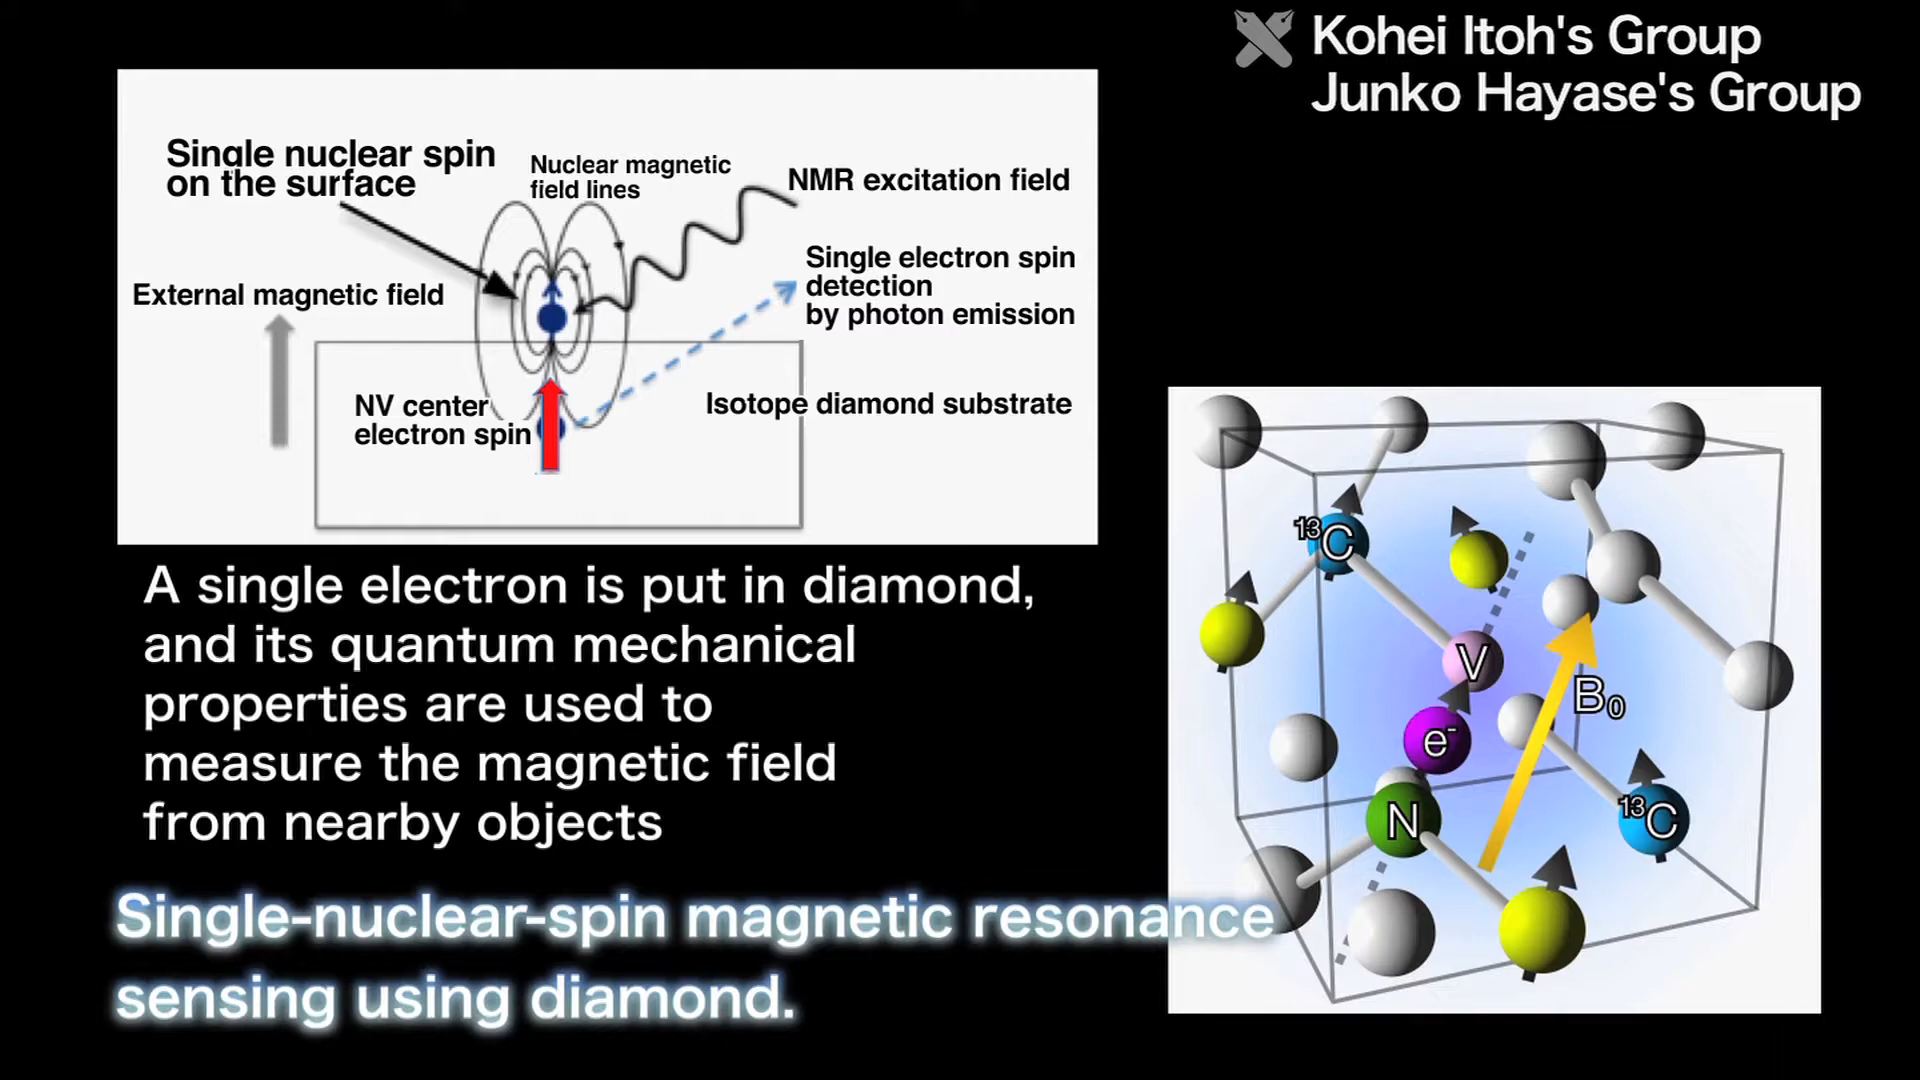 Kohei Itoh's Group
Junko Hayase's Group
Single nuclear spin
on the surface
Nuclear magnetic
field lines
NMR excitation field
Single electron spin
detection
by photon emission
External magnetic field
NV center
electron spin
Isotope diamond substrate
A single electron is put in diamond,
and its quantum mechanical
properties are used to
measure the magnetic field
from nearby objects
Single-nuclear-spin magnetic resonance
sensing using diamond.
¹³C
V
B₀
e⁻
N
¹³C